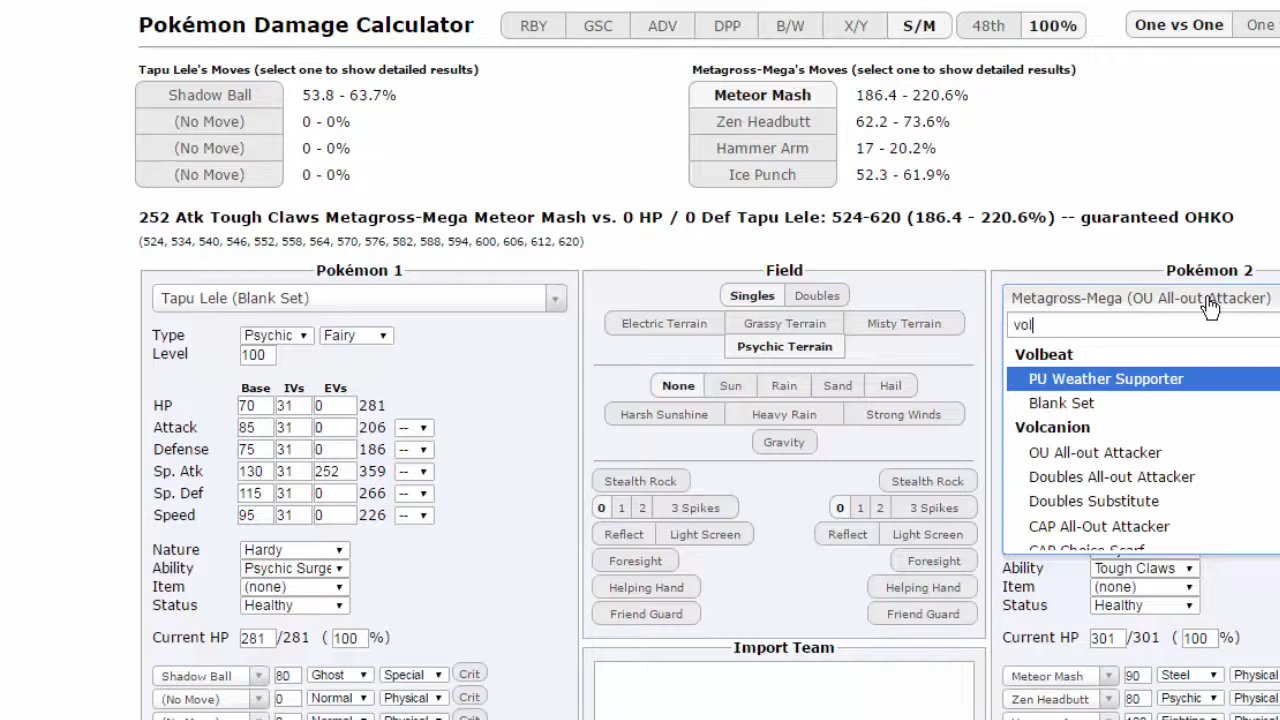 Pokémon Damage Calculator RBY GSC ADV DPP B/W X/Y S/M 48th 100% One vs One One
Tapu Lele's Moves (select one to show detailed results) Metagross-Mega's Moves (select one to show detailed results)
Shadow Ball 53.8 - 63.7% Meteor Mash 186.4 - 220.6%
(No Move) 0 - 0% Zen Headbutt 62.2 - 73.6%
(No Move) 0 - 0% Hammer Arm 17 - 20.2%
(No Move) 0 - 0% Ice Punch 52.3 - 61.9%
252 Atk Tough Claws Metagross-Mega Meteor Mash vs. 0 HP / 0 Def Tapu Lele: 524-620 (186.4 - 220.6%) -- guaranteed OHKO
(524, 534, 540, 546, 552, 558, 564, 570, 576, 582, 588, 594, 600, 606, 612, 620)
Pokémon 1
Tapu Lele (Blank Set)
Type Psychic Fairy
Level 100
Base IVs EVs
HP 70 31 0 281
Attack 85 31 0 206 --
Defense 75 31 0 186 --
Sp. Atk 130 31 252 359 --
Sp. Def 115 31 0 266 --
Speed 95 31 0 226 --
Nature Hardy
Ability Psychic Surge
Item (none)
Status Healthy
Current HP 281 /281 ( 100 %)
Shadow Ball 80 Ghost Special Crit
(No Move) 0 Normal Physical Crit
Field
Singles Doubles
Electric Terrain Grassy Terrain Misty Terrain
Psychic Terrain
None Sun Rain Sand Hail
Harsh Sunshine Heavy Rain Strong Winds
Gravity
Stealth Rock Stealth Rock
0 1 2 3 Spikes 0 1 2 3 Spikes
Reflect Light Screen Reflect Light Screen
Foresight Foresight
Helping Hand Helping Hand
Friend Guard Friend Guard
Import Team
Pokémon 2
Metagross-Mega (OU All-out Attacker)
vol
Volbeat
PU Weather Supporter
Blank Set
Volcanion
OU All-out Attacker
Doubles All-out Attacker
Doubles Substitute
CAP All-Out Attacker
CAP Choice Scarf
Ability Tough Claws
Item (none)
Status Healthy
Current HP 301 /301 ( 100 %)
Meteor Mash 90 Steel Physical
Zen Headbutt 80 Psychic Physical